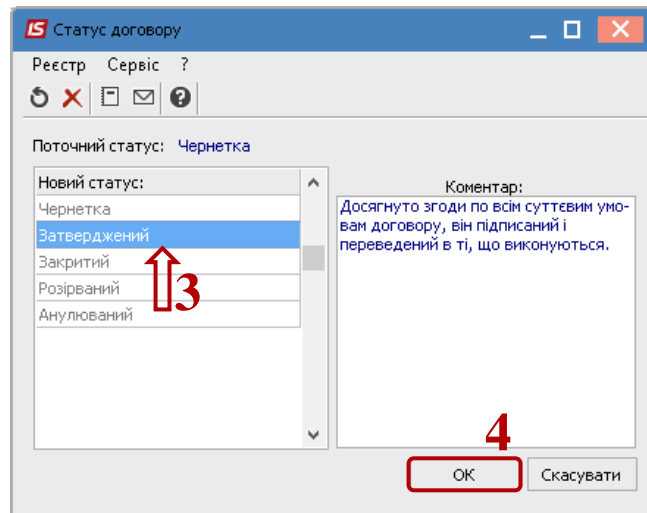 IS Статус договору
Реєстр Сервіс ?
Поточний статус: Чернетка
Новий статус:
Чернетка
Затверджений
Закритий
Розірваний
Анулюваний
3
Коментар:
Досягнуто згоди по всім суттєвим умо-
вам договору, він підписаний і
переведений в ті, що виконуються.
4
ОК Скасувати